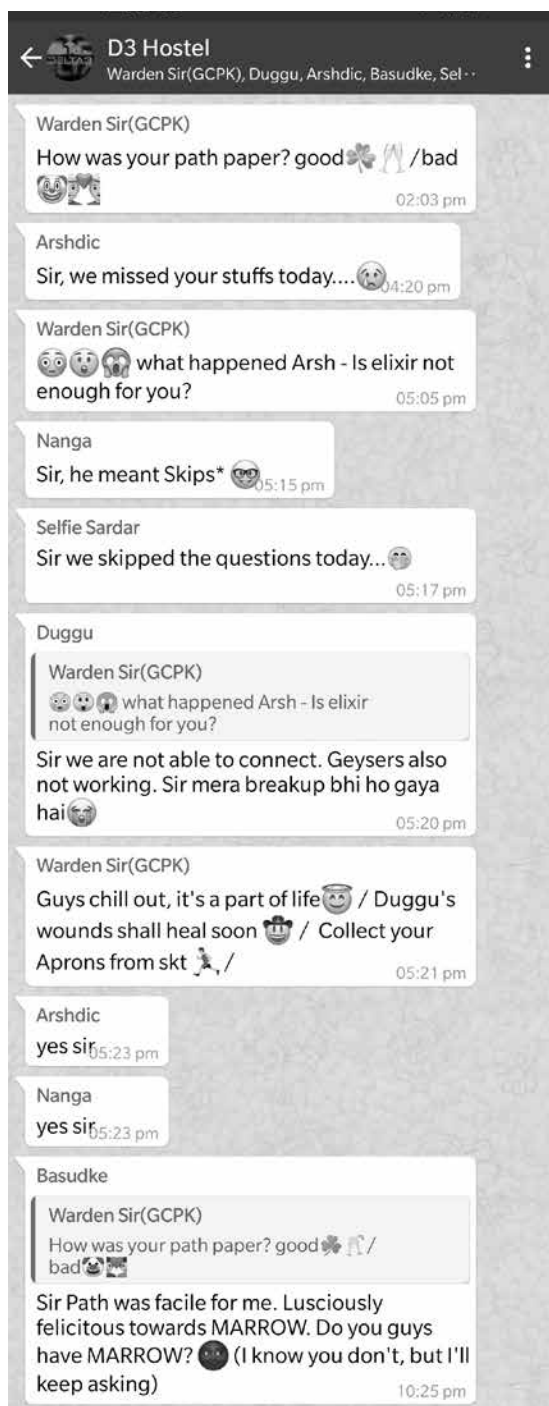 D3 Hostel
Warden Sir(GCPK), Duggu, Arshdic, Basudke, Sel··
Warden Sir(GCPK)
How was your path paper? good☘️🥂/bad
🤡💏
02:03 pm
Arshdic
Sir, we missed your stuffs today....😢
04:20 pm
Warden Sir(GCPK)
😳😲😱 what happened Arsh - Is elixir not
enough for you?
05:05 pm
Nanga
Sir, he meant Skips* 🤓
05:15 pm
Selfie Sardar
Sir we skipped the questions today...🤭
05:17 pm
Duggu
Warden Sir(GCPK)
😳😲😱 what happened Arsh - Is elixir
not enough for you?
Sir we are not able to connect. Geysers also
not working. Sir mera breakup bhi ho gaya
hai😭
05:20 pm
Warden Sir(GCPK)
Guys chill out, it's a part of life😇 / Duggu's
wounds shall heal soon 🤠 / Collect your
Aprons from skt 🏃, /
05:21 pm
Arshdic
yes sir
05:23 pm
Nanga
yes sir
05:23 pm
Basudke
Warden Sir(GCPK)
How was your path paper? good☘️🥂/
bad🤡💏
Sir Path was facile for me. Lusciously
felicitous towards MARROW. Do you guys
have MARROW? 🌚 (I know you don't, but I'll
keep asking)
10:25 pm